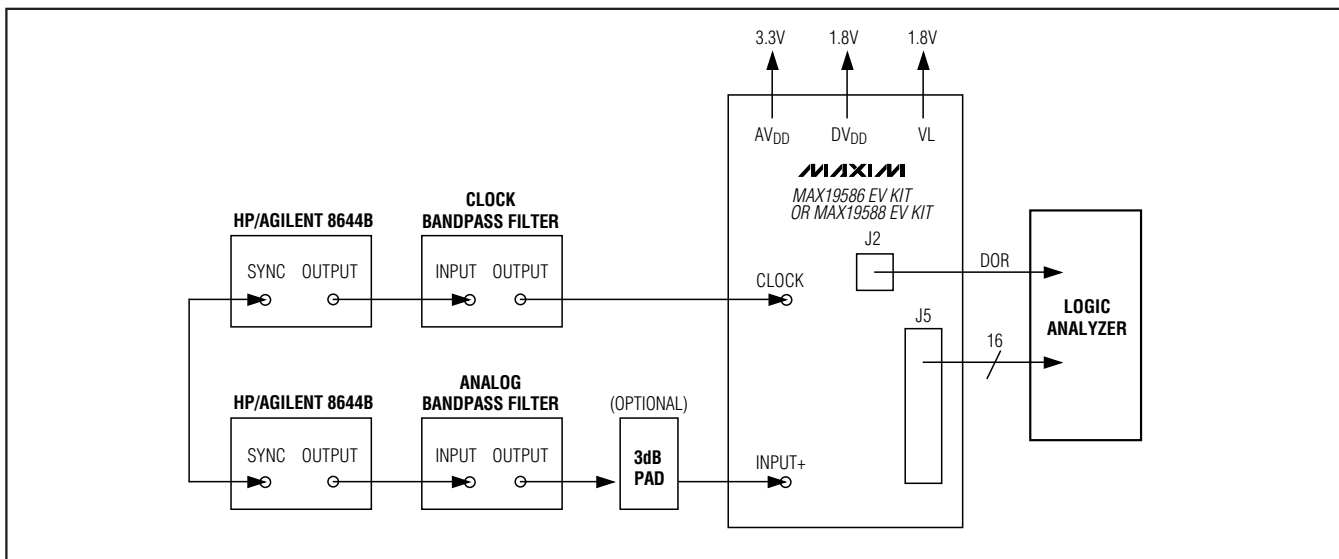 3.3V 1.8V 1.8V
AVDD DVDD VL
MAXIM
MAX19586 EV KIT
OR MAX19588 EV KIT
HP/AGILENT 8644B
SYNC OUTPUT
CLOCK
BANDPASS FILTER
INPUT OUTPUT
CLOCK
J2
DOR
J5
16
LOGIC
ANALYZER
HP/AGILENT 8644B
SYNC OUTPUT
ANALOG
BANDPASS FILTER
INPUT OUTPUT
(OPTIONAL)
3dB
PAD
INPUT+